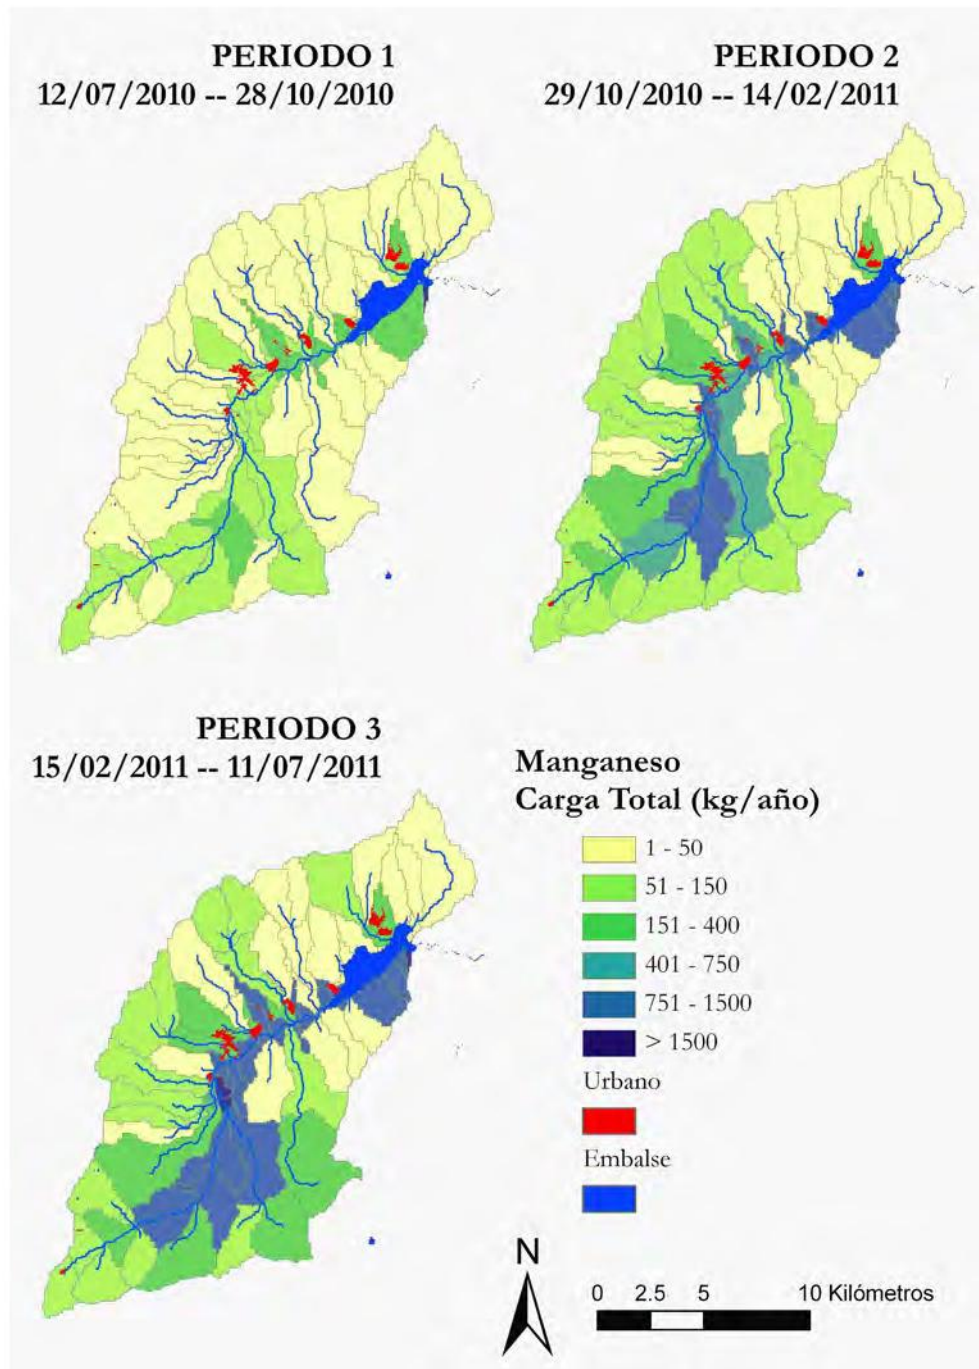 PERIODO 1
12/07/2010 -- 28/10/2010
PERIODO 2
29/10/2010 -- 14/02/2011
PERIODO 3
15/02/2011 -- 11/07/2011
Manganeso
Carga Total (kg/año)
1 - 50
51 - 150
151 - 400
401 - 750
751 - 1500
> 1500
Urbano
Embalse
N
0 2.5 5 10 Kilómetros